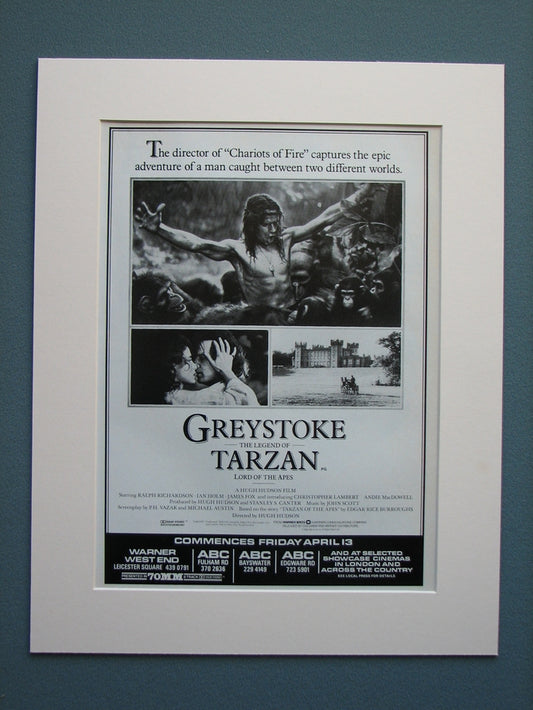 The director of "Chariots of Fire" captures the epic
adventure of a man caught between two different worlds.
GREYSTOKE
THE LEGEND OF
TARZAN
LORD OF THE APES
A HUGH HUDSON FILM
Starring RALPH RICHARDSON · IAN HOLM · JAMES FOX and introducing CHRISTOPHER LAMBERT · ANDIE MacDOWELL
Produced by HUGH HUDSON and STANLEY S. CANTER Music by JOHN SCOTT
Screenplay by P.H. VAZAK and MICHAEL AUSTIN Based on the story "TARZAN OF THE APES" by EDGAR RICE BURROUGHS
Directed by HUGH HUDSON
COMMENCES FRIDAY APRIL 13
WARNER
WEST END
LEICESTER SQUARE 439 0791
PRESENTED IN 70MM 6-TRACK
ABC
FULHAM RD
370 2636
ABC
BAYSWATER
229 4149
ABC
EDGWARE RD
723 5901
AND AT SELECTED
SHOWCASE CINEMAS
IN LONDON AND
ACROSS THE COUNTRY
SEE LOCAL PRESS FOR DETAILS